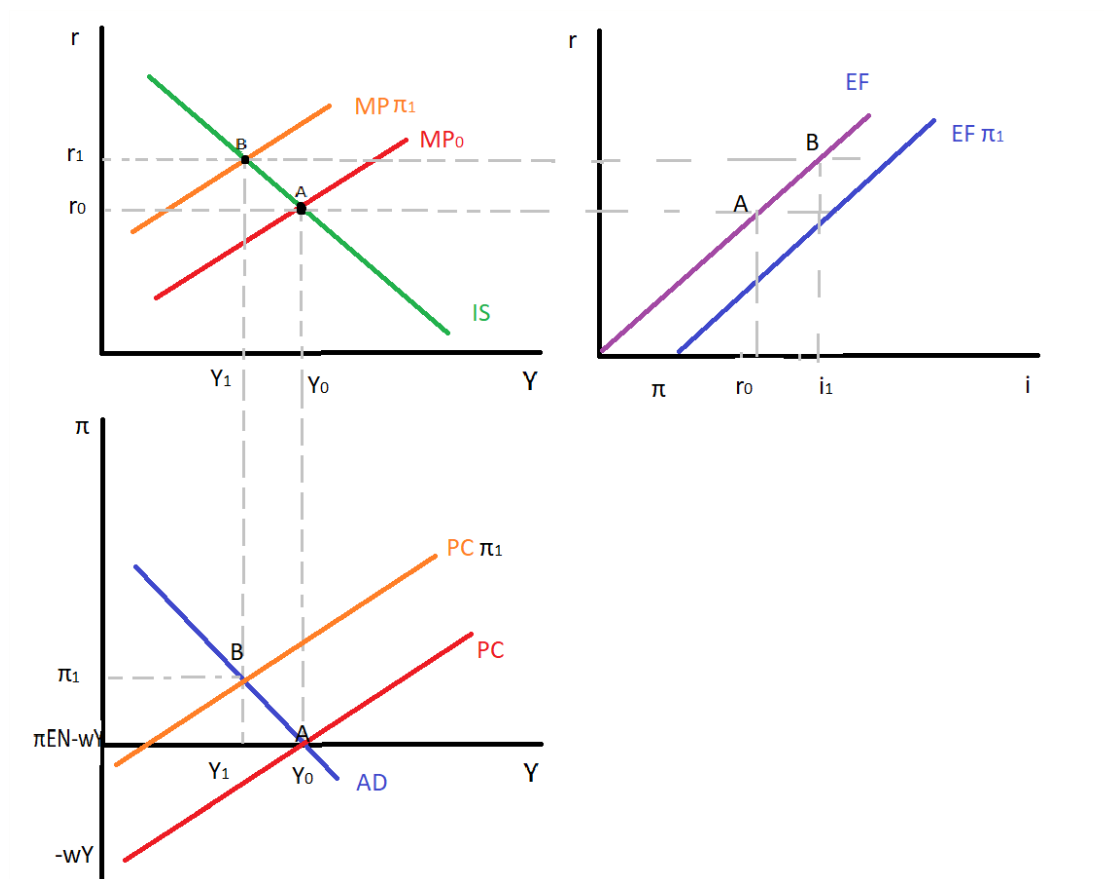 r
MP π1
B
MP0
r1
A
r0
IS
Y1
Y0
Y
r
EF
EF π1
B
A
π
r0
i1
i
π
PC π1
B
PC
π1
A
πEN-wY
Y1
Y0
Y
AD
-wY